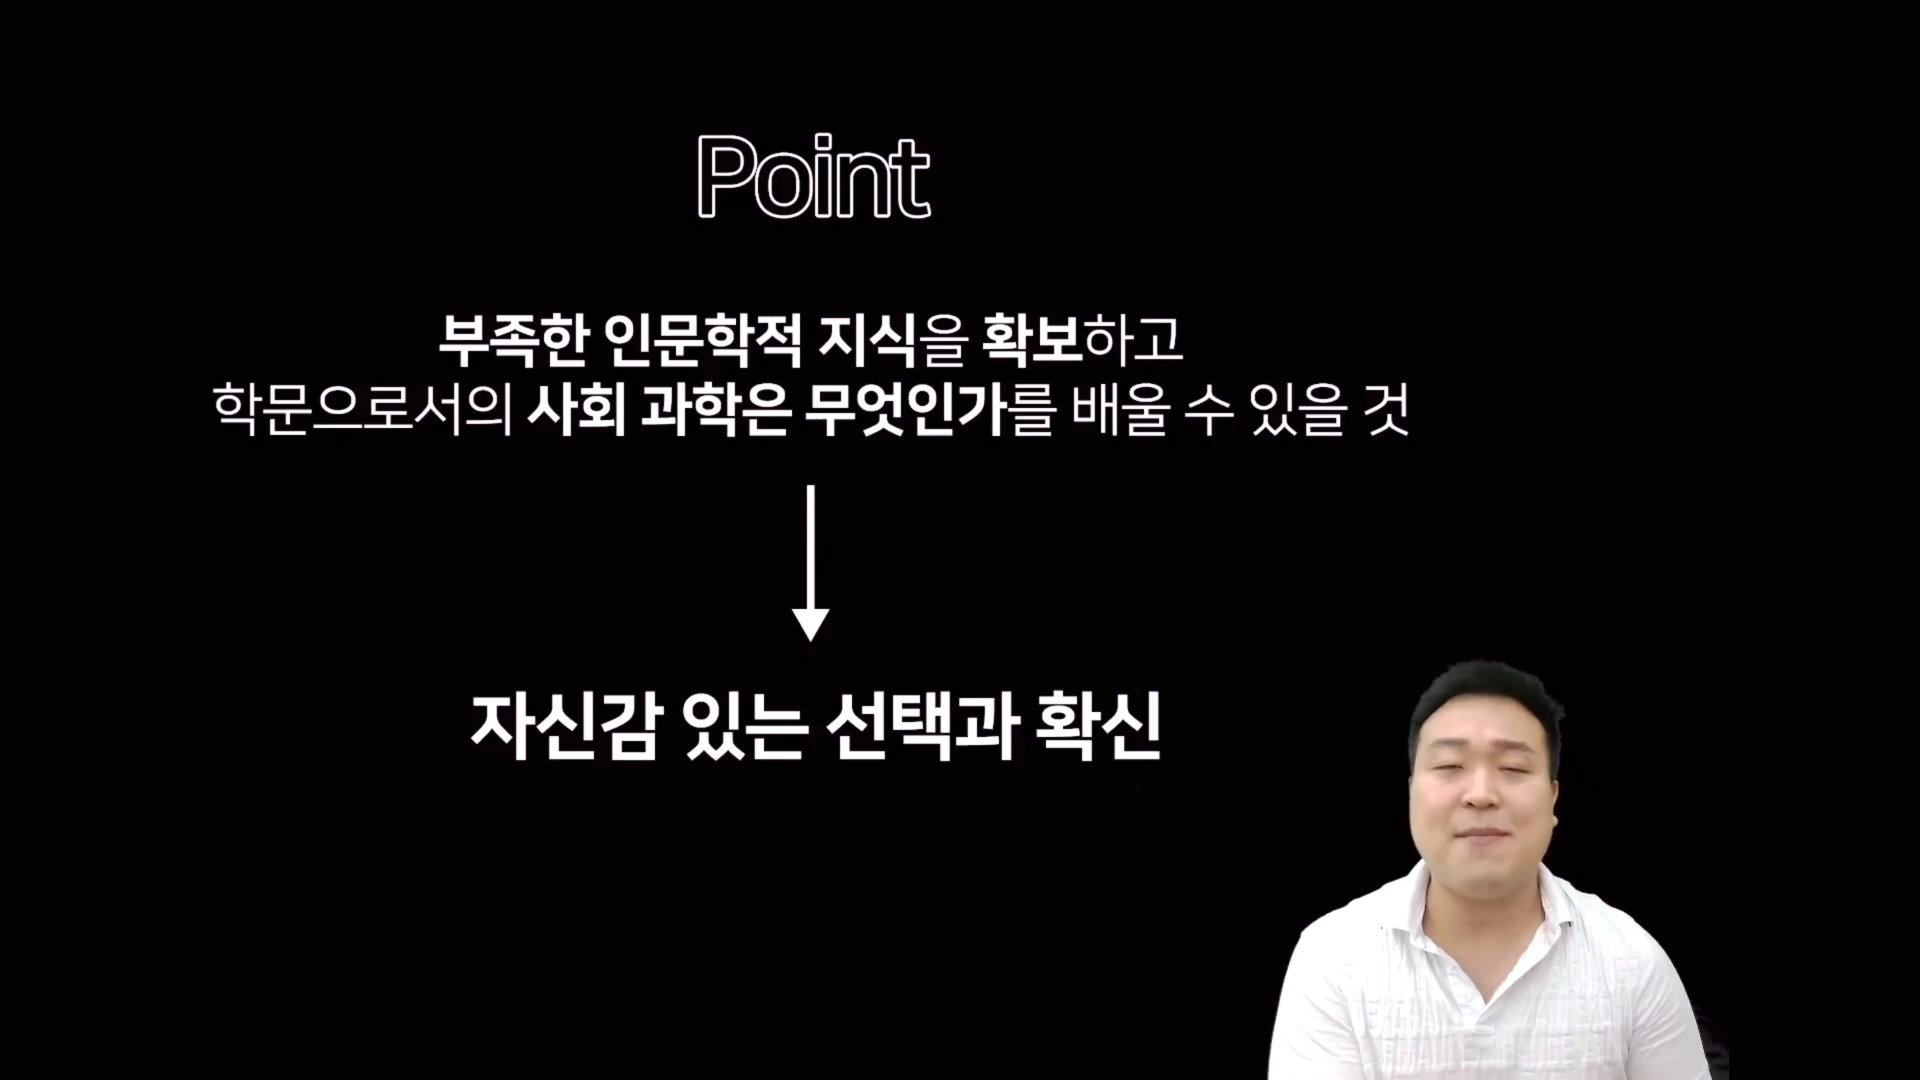 Point
부족한 인문학적 지식을 확보하고
학문으로서의 사회 과학은 무엇인가를 배울 수 있을 것
자신감 있는 선택과 확신